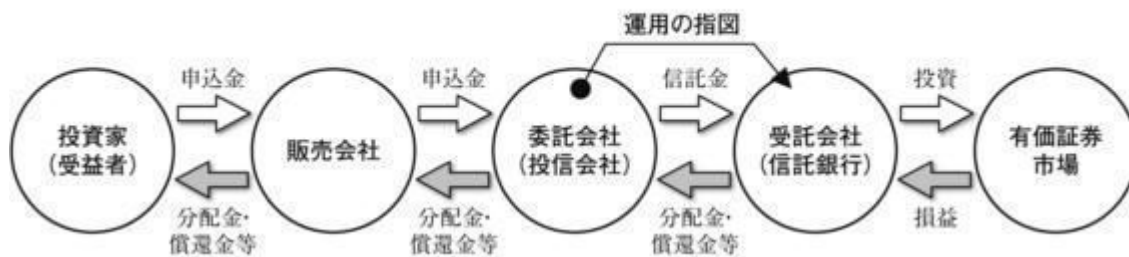 運用の指図
申込金
申込金
信託金
投資
投資家
（受益者）
販売会社
委託会社
（投信会社）
受託会社
（信託銀行）
有価証券
市場
分配金・
償還金等
分配金・
償還金等
分配金・
償還金等
損益